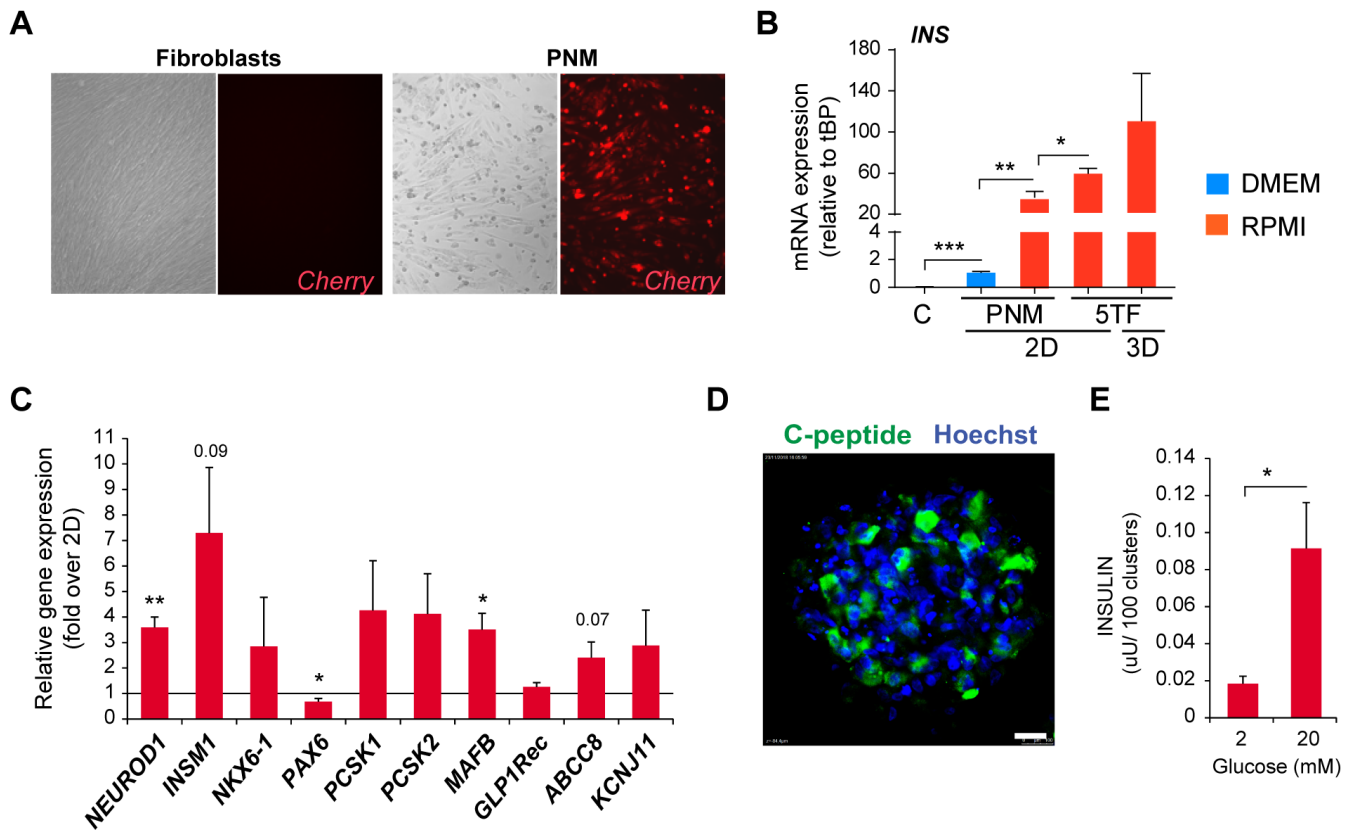 A
Fibroblasts
PNM
Cherry
Cherry
B
INS
mRNA expression
(relative to tBP)
180
140
100
60
20
4
2
0
***
**
*
C
PNM
5TF
2D
3D
DMEM
RPMI
C
Relative gene expression
(fold over 2D)
11
10
9
8
7
6
5
4
3
2
1
0
**
0.09
*
*
0.07
NEUROD1
INSM1
NKX6-1
PAX6
PCSK1
PCSK2
MAFB
GLP1Rec
ABCC8
KCNJ11
D
C-peptide Hoechst
E
INSULIN
(uU/ 100 clusters)
0.14
0.12
0.10
0.08
0.06
0.04
0.02
0
*
2 20
Glucose (mM)